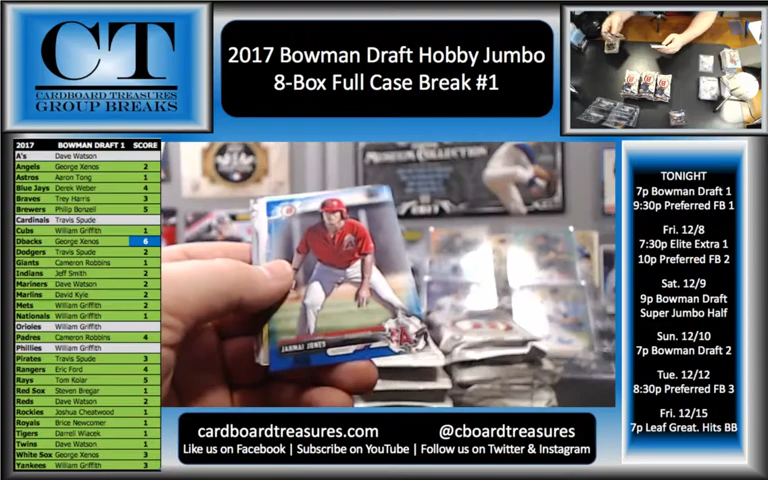 CT
CARDBOARD TREASURES
GROUP BREAKS
2017 Bowman Draft Hobby Jumbo
8-Box Full Case Break #1
2017 BOWMAN DRAFT 1 SCORE
A's Dave Watson
Angels George Xenos 2
Astros Aaron Tong 1
Blue Jays Derek Weber 4
Braves Trey Harris 3
Brewers Philip Bonzell 5
Cardinals Travis Spude
Cubs William Griffith 1
Dbacks George Xenos 6
Dodgers Travis Spude 2
Giants Cameron Robbins 1
Indians Jeff Smith 2
Mariners Dave Watson 2
Marlins David Kyle 2
Mets William Griffith 2
Nationals William Griffith 1
Orioles William Griffith
Padres Cameron Robbins 4
Phillies William Griffith
Pirates Travis Spude 3
Rangers Eric Ford 4
Rays Tom Kolar 5
Red Sox Steven Bregar 1
Reds Dave Watson 2
Rockies Joshua Cheatwood 1
Royals Brice Newcomer 1
Tigers Darrell Wiacek 1
Twins Dave Watson 1
White Sox George Xenos 3
Yankees William Griffith 3
MUSEUM COLLECTION
JAHMAI JONES
TONIGHT
7p Bowman Draft 1
9:30p Preferred FB 1
Fri. 12/8
7:30p Elite Extra 1
10p Preferred FB 2
Sat. 12/9
9p Bowman Draft
Super Jumbo Half
Sun. 12/10
7p Bowman Draft 2
Tue. 12/12
8:30p Preferred FB 3
Fri. 12/15
7p Leaf Great. Hits BB
cardboardtreasures.com @cboardtreasures
Like us on Facebook | Subscribe on YouTube | Follow us on Twitter & Instagram